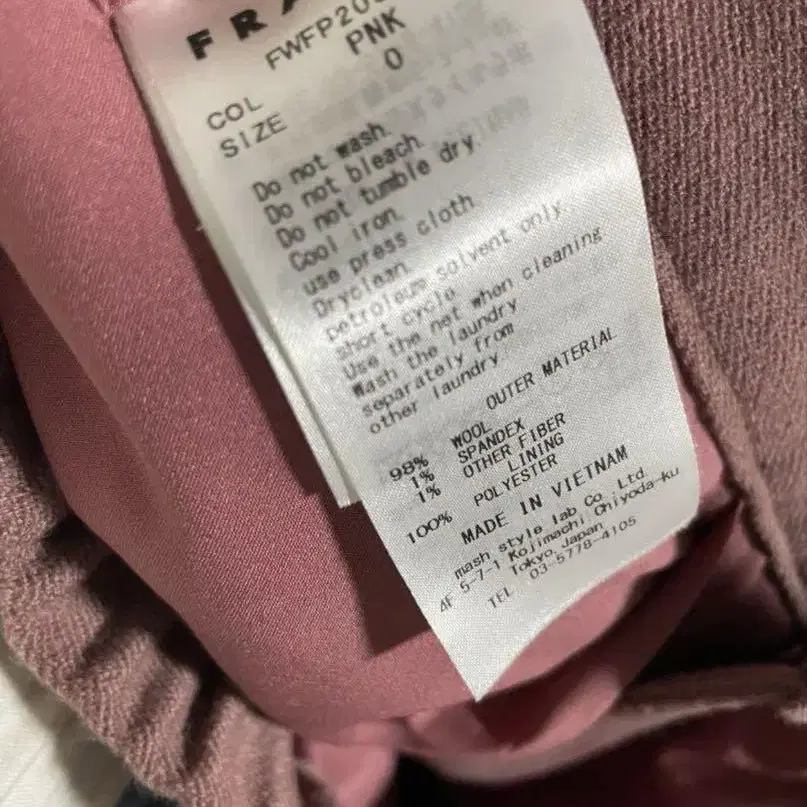 FRA
FWFP20
COL PNK
SIZE 0
Do not wash.
Do not bleach.
Do not tumble dry.
Cool iron.
use press cloth.
Dryclean.
petroleum solvent only.
short cycle.
Use the net when cleaning
Wash the laundry
separately from
other laundry
OUTER MATERIAL
98% WOOL
1% SPANDEX
1% OTHER FIBER
LINING
100% POLYESTER
MADE IN VIETNAM
mash style lab Co., Ltd.
4F 5-7-1 Kojimachi, Chiyoda-ku
Tokyo, Japan
TEL 03-5778-4105